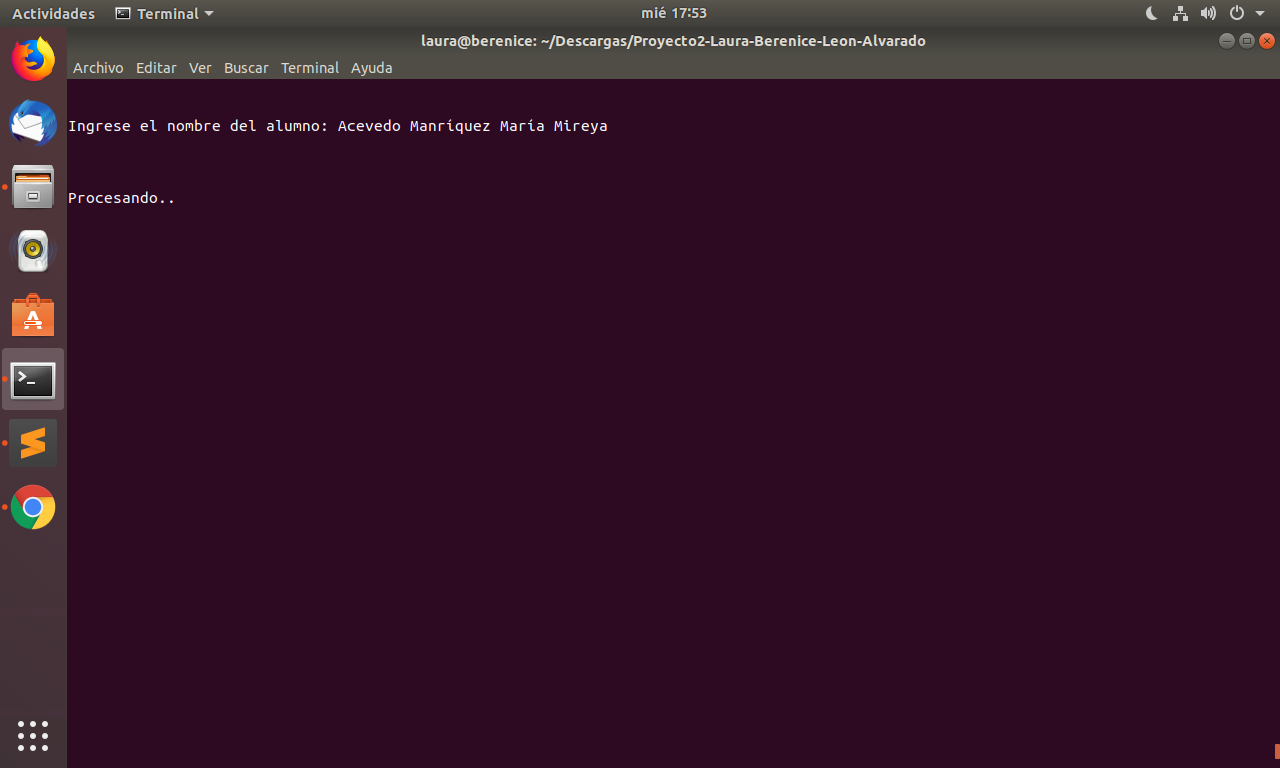 Actividades Terminal mié 17:53
laura@berenice: ~/Descargas/Proyecto2-Laura-Berenice-Leon-Alvarado
Archivo Editar Ver Buscar Terminal Ayuda
Ingrese el nombre del alumno: Acevedo Manríquez María Mireya
Procesando..